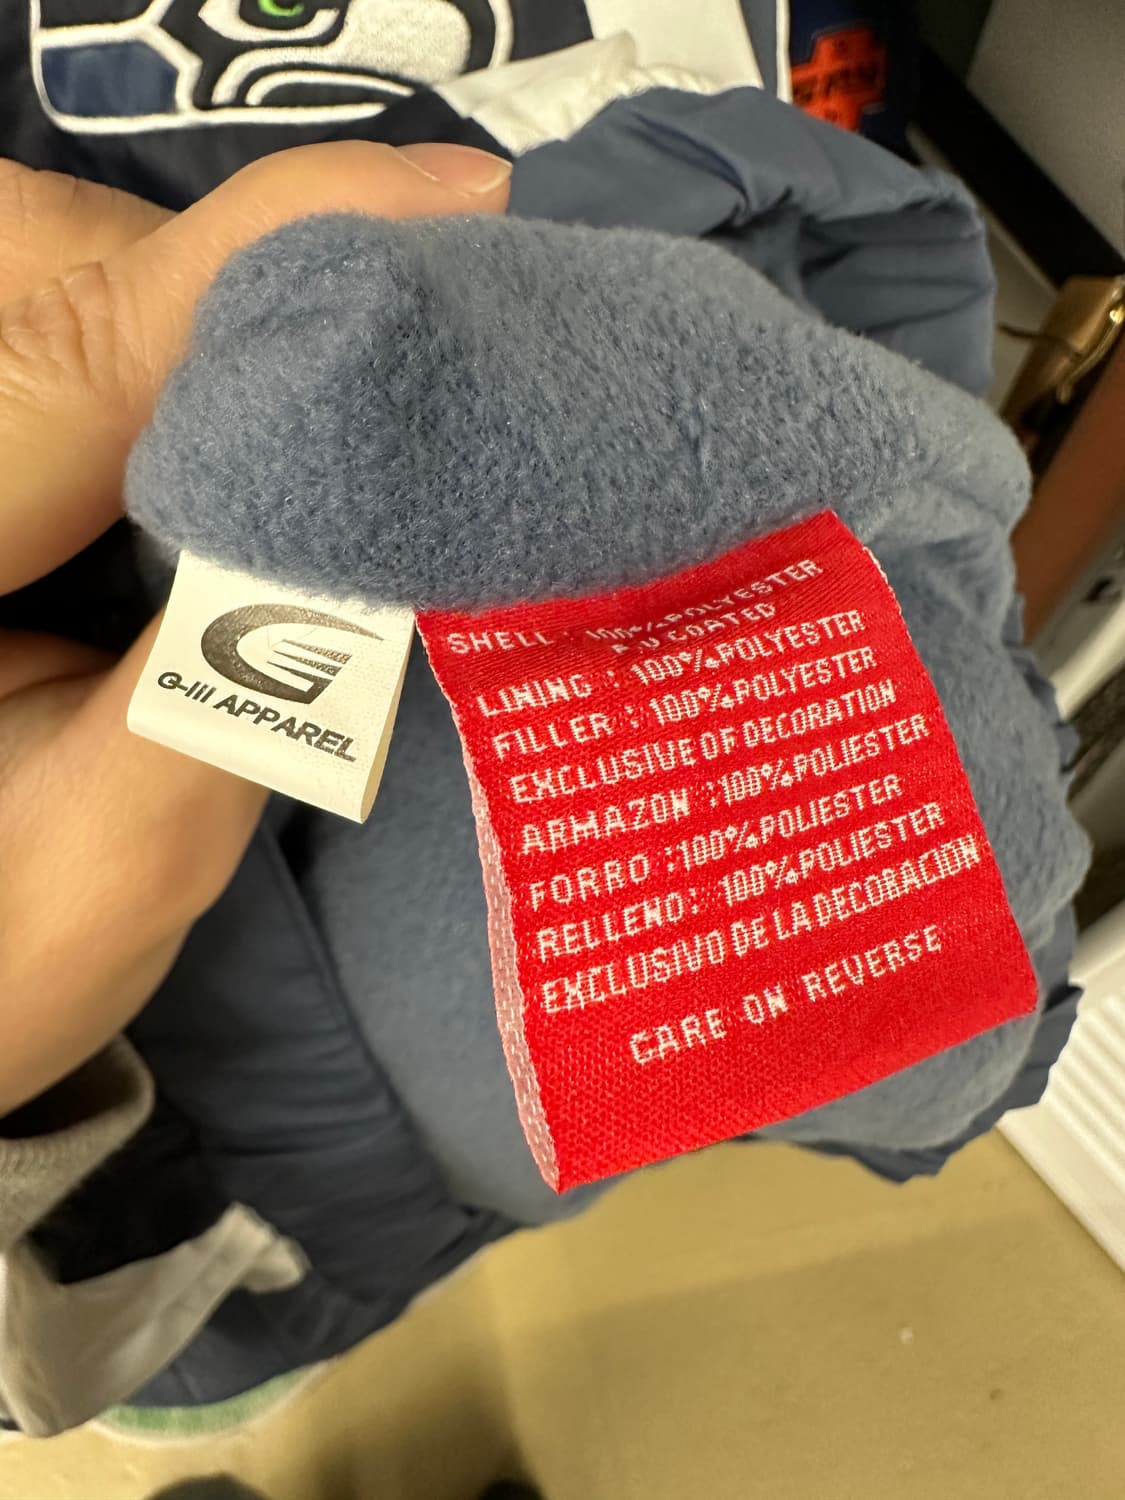 G-III APPAREL
SHELL : 100%POLYESTER
P.U COATED
LINING : 100%POLYESTER
FILLER : 100%POLYESTER
EXCLUSIVE OF DECORATION
ARMAZON :100%POLIESTER
FORRO :100%POLIESTER
RELLENO: 100%POLIESTER
EXCLUSIVO DE LA DECORACION
CARE ON REVERSE